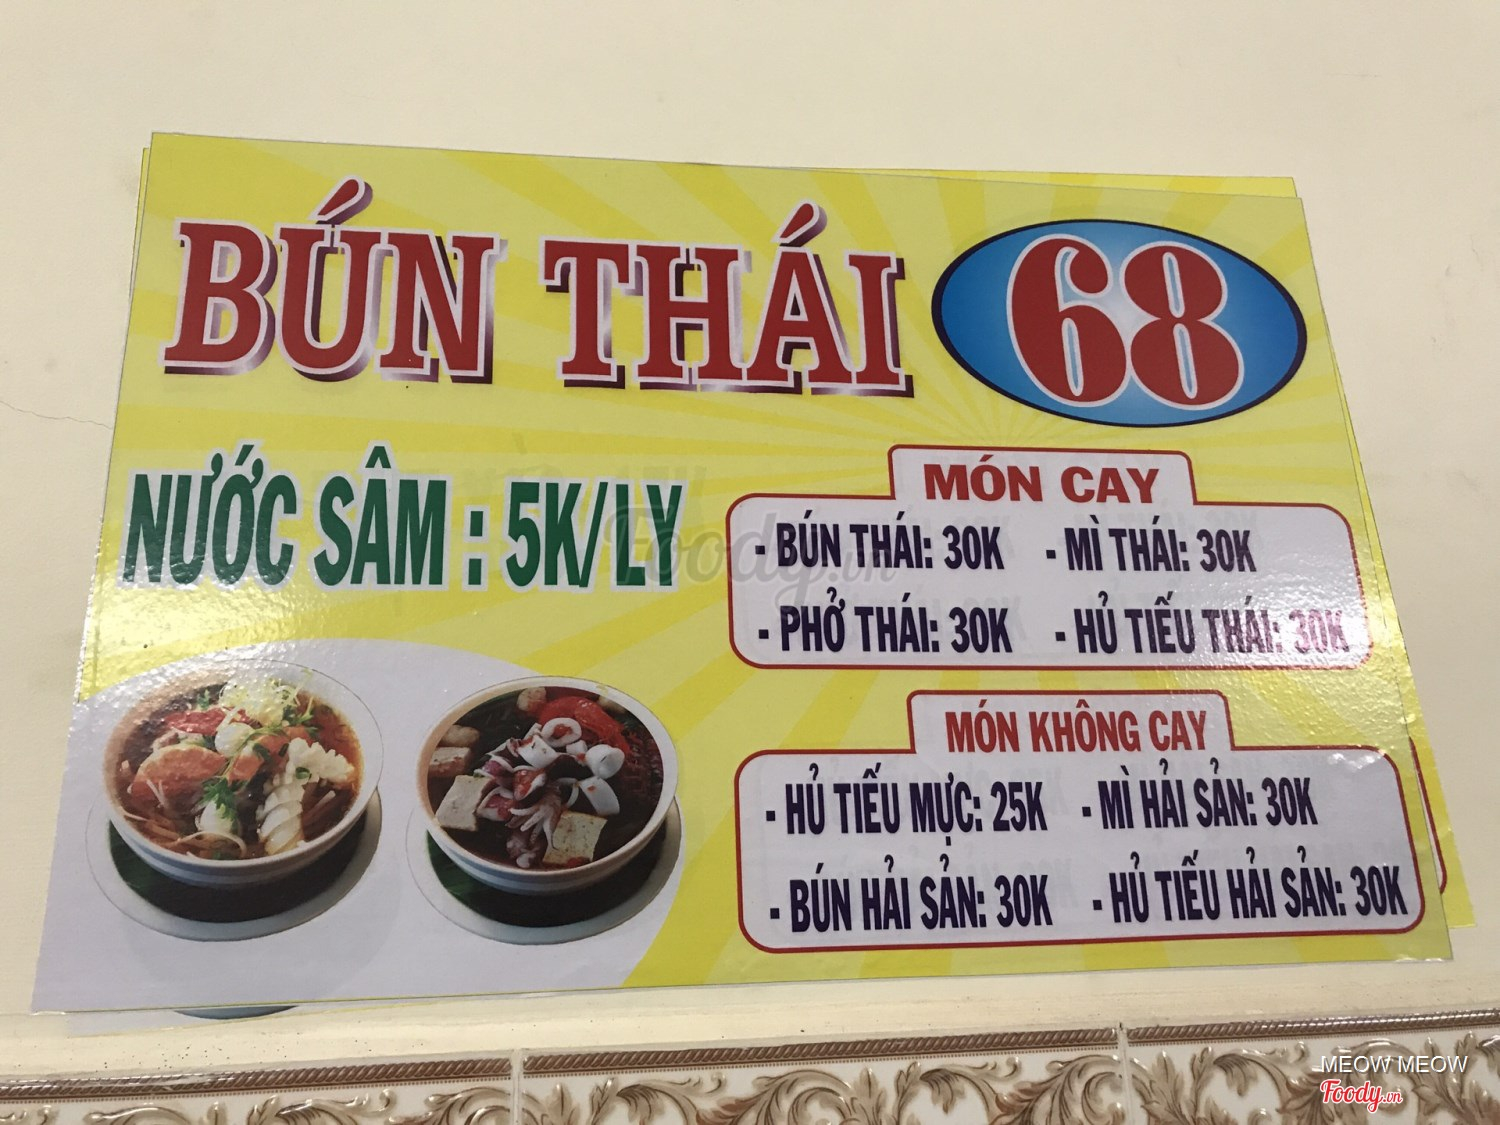 BÚN THÁI 68
NƯỚC SÂM : 5K/LY
MÓN CAY
- BÚN THÁI: 30K - MÌ THÁI: 30K
- PHỞ THÁI: 30K - HỦ TIẾU THÁI: 30K
MÓN KHÔNG CAY
- HỦ TIẾU MỰC: 25K - MÌ HẢI SẢN: 30K
- BÚN HẢI SẢN: 30K - HỦ TIẾU HẢI SẢN: 30K
Foody.vn
MEOW MEOW
Foody.vn